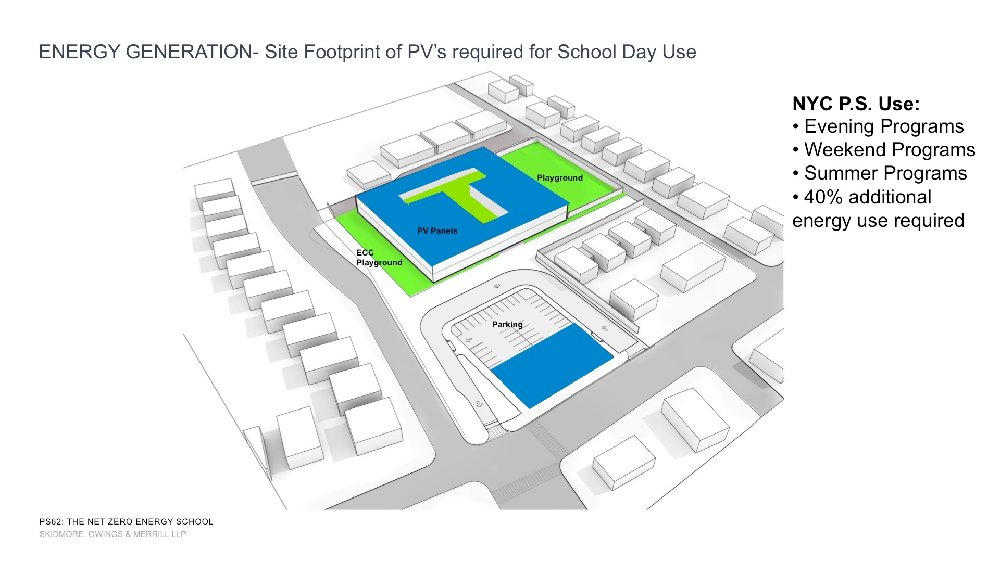 ENERGY GENERATION- Site Footprint of PV’s required for School Day Use
NYC P.S. Use:
• Evening Programs
• Weekend Programs
• Summer Programs
• 40% additional
energy use required
Playground
PV Panels
ECC
Playground
Parking
PS62: THE NET ZERO ENERGY SCHOOL
SKIDMORE, OWINGS & MERRILL LLP